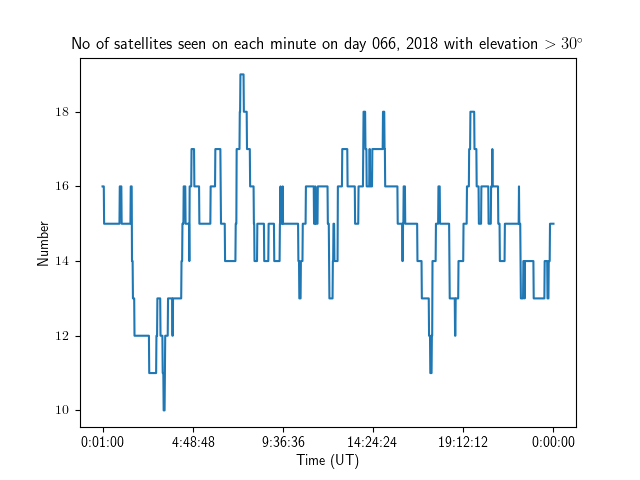 No of satellites seen on each minute on day 066, 2018 with elevation > 30°
18
16
14
12
10
Number
0:01:00 4:48:48 9:36:36 14:24:24 19:12:12 0:00:00
Time (UT)